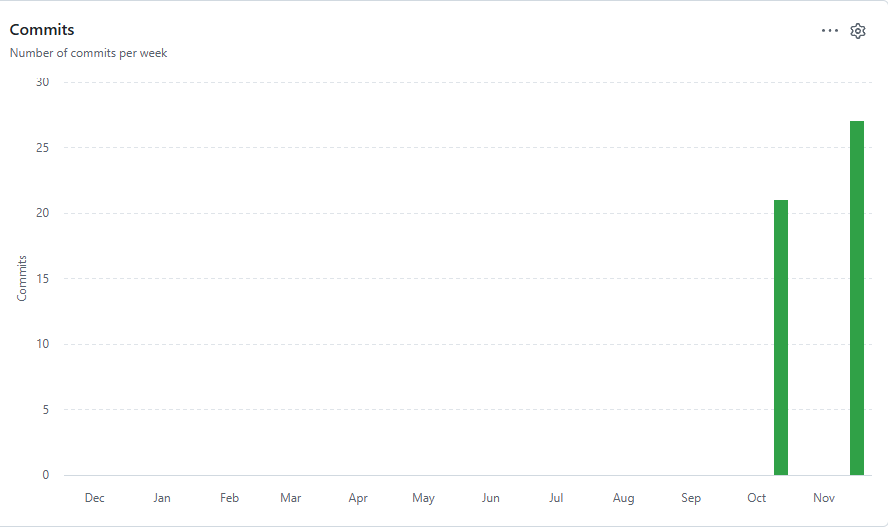 Commits
Number of commits per week
30
25
20
15
10
5
0
Commits
Dec Jan Feb Mar Apr May Jun Jul Aug Sep Oct Nov